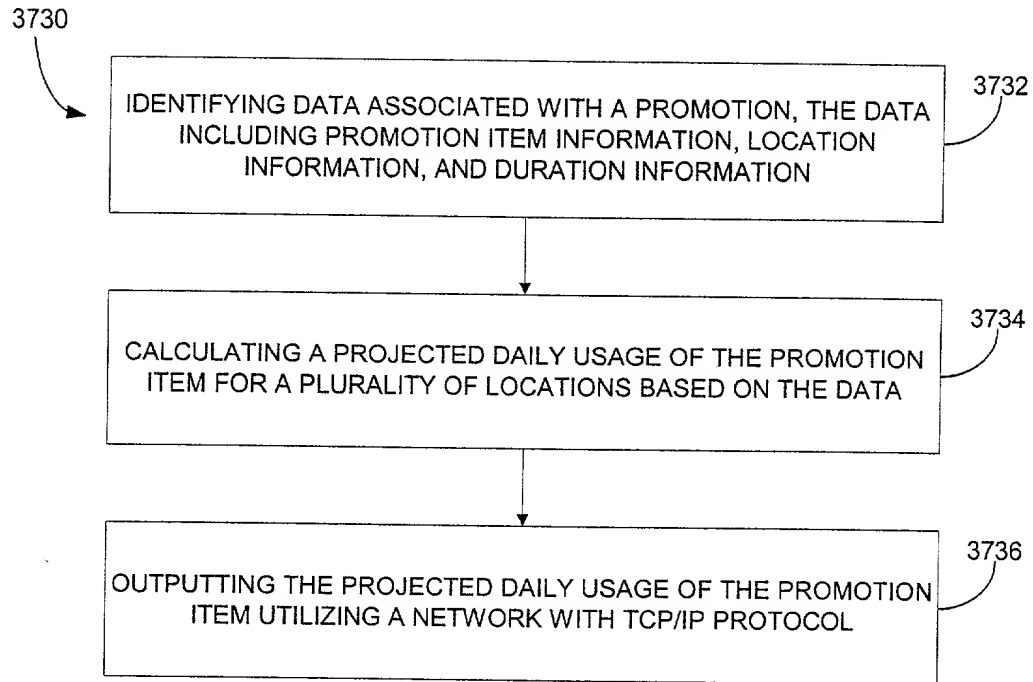 3730
3732
IDENTIFYING DATA ASSOCIATED WITH A PROMOTION, THE DATA
INCLUDING PROMOTION ITEM INFORMATION, LOCATION
INFORMATION, AND DURATION INFORMATION
3734
CALCULATING A PROJECTED DAILY USAGE OF THE PROMOTION
ITEM FOR A PLURALITY OF LOCATIONS BASED ON THE DATA
3736
OUTPUTTING THE PROJECTED DAILY USAGE OF THE PROMOTION
ITEM UTILIZING A NETWORK WITH TCP/IP PROTOCOL